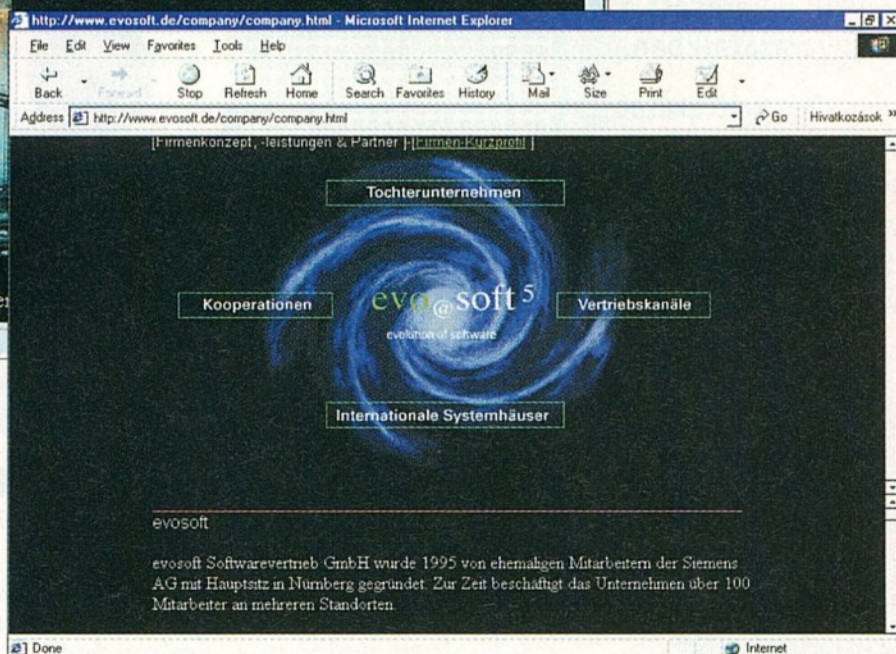 http://www.evosoft.de/company/company.html - Microsoft Internet Explorer
File Edit View Favorites Tools Help
Back Forward Stop Refresh Home Search Favorites History Mail Size Print Edit
Address http://www.evosoft.de/company/company.html Go Hivatkozások »
[Firmenkonzept, -leistungen & Partner ]-[Firmen-Kurzprofil ]
Tochterunternehmen
Kooperationen
evo@soft 5
Vertriebskanäle
evolution of software
Internationale Systemhäuser
evosoft
evosoft Softwarevertrieb GmbH wurde 1995 von ehemaligen Mitarbeitern der Siemens
AG mit Hauptsitz in Nürnberg gegründet. Zur Zeit beschäftigt das Unternehmen über 100
Mitarbeiter an mehreren Standorten.
Done Internet